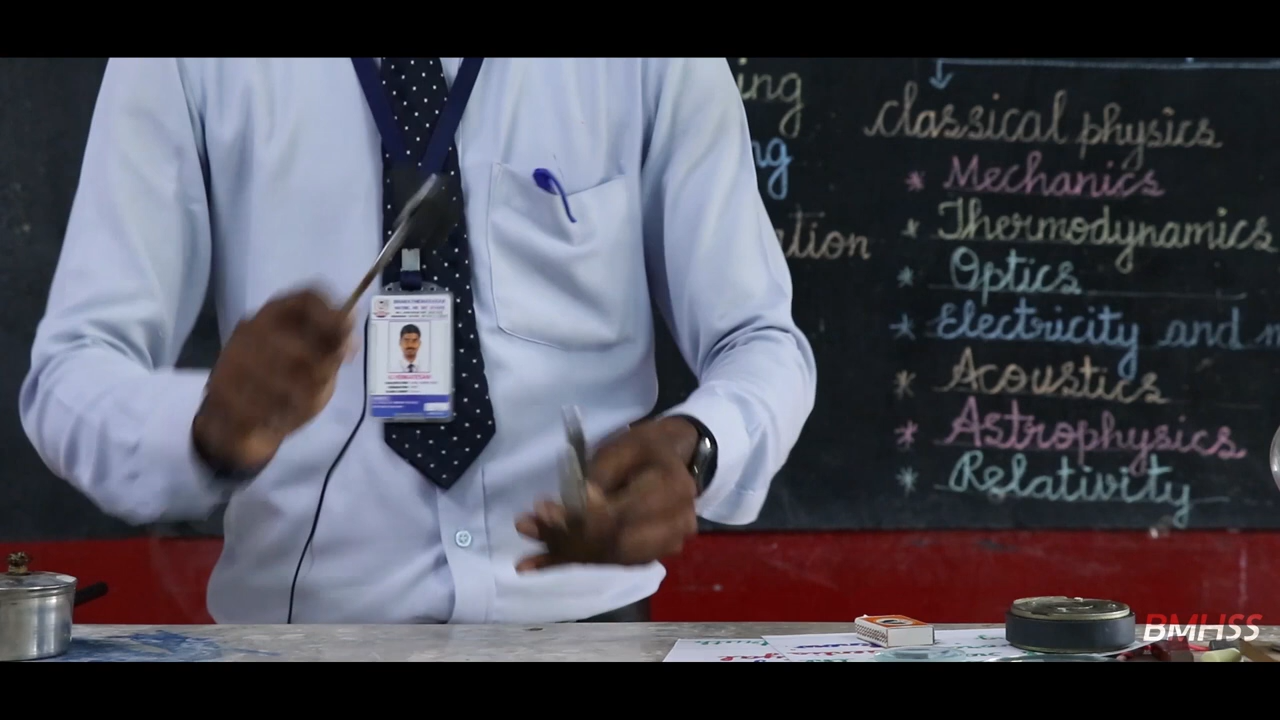 ing
ng
ation
classical physics
* Mechanics
* Thermodynamics
* Optics
* Electricity and
* Acoustics
* Astrophysics
* Relativity
BMHSS